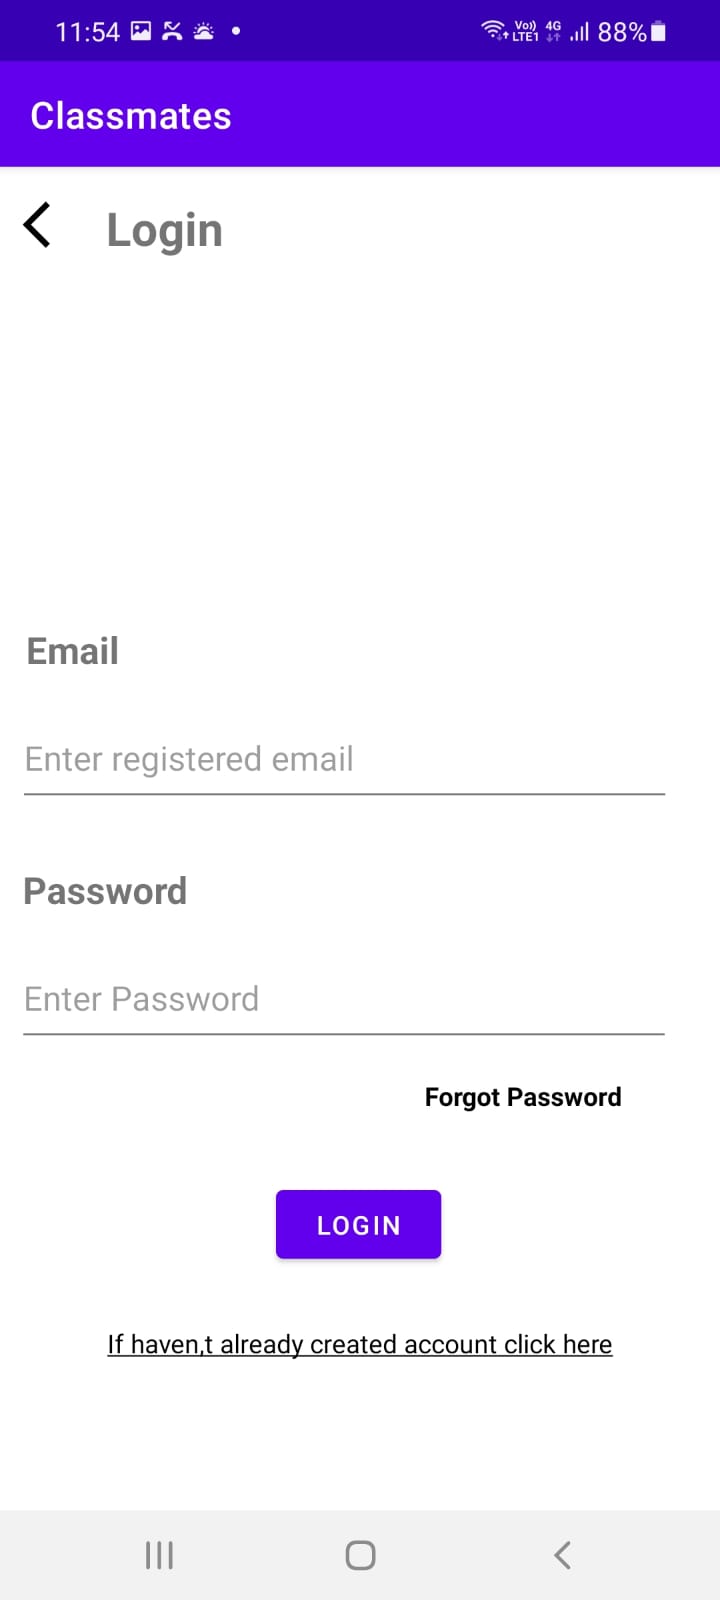 11:54 Vo)) 4G LTE1 88%
Classmates
Login
Email
Enter registered email
Password
Enter Password
Forgot Password
LOGIN
If haven,t already created account click here